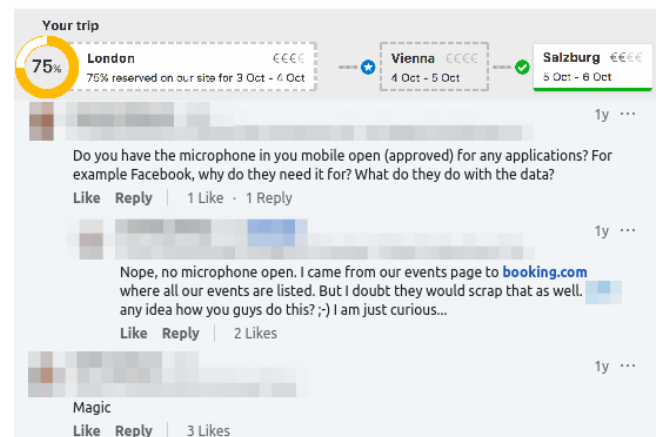 Your trip
75%
London €€€€
75% reserved on our site for 3 Oct - 4 Oct
Vienna €€€€
4 Oct - 5 Oct
Salzburg €€€€
5 Oct - 6 Oct
1y ···
Do you have the microphone in you mobile open (approved) for any applications? For
example Facebook, why do they need it for? What do they do with the data?
Like Reply 1 Like · 1 Reply
1y ···
Nope, no microphone open. I came from our events page to booking.com
where all our events are listed. But I doubt they would scrap that as well.
any idea how you guys do this? ;-) I am just curious...
Like Reply 2 Likes
1y ···
Magic
Like Reply 3 Likes